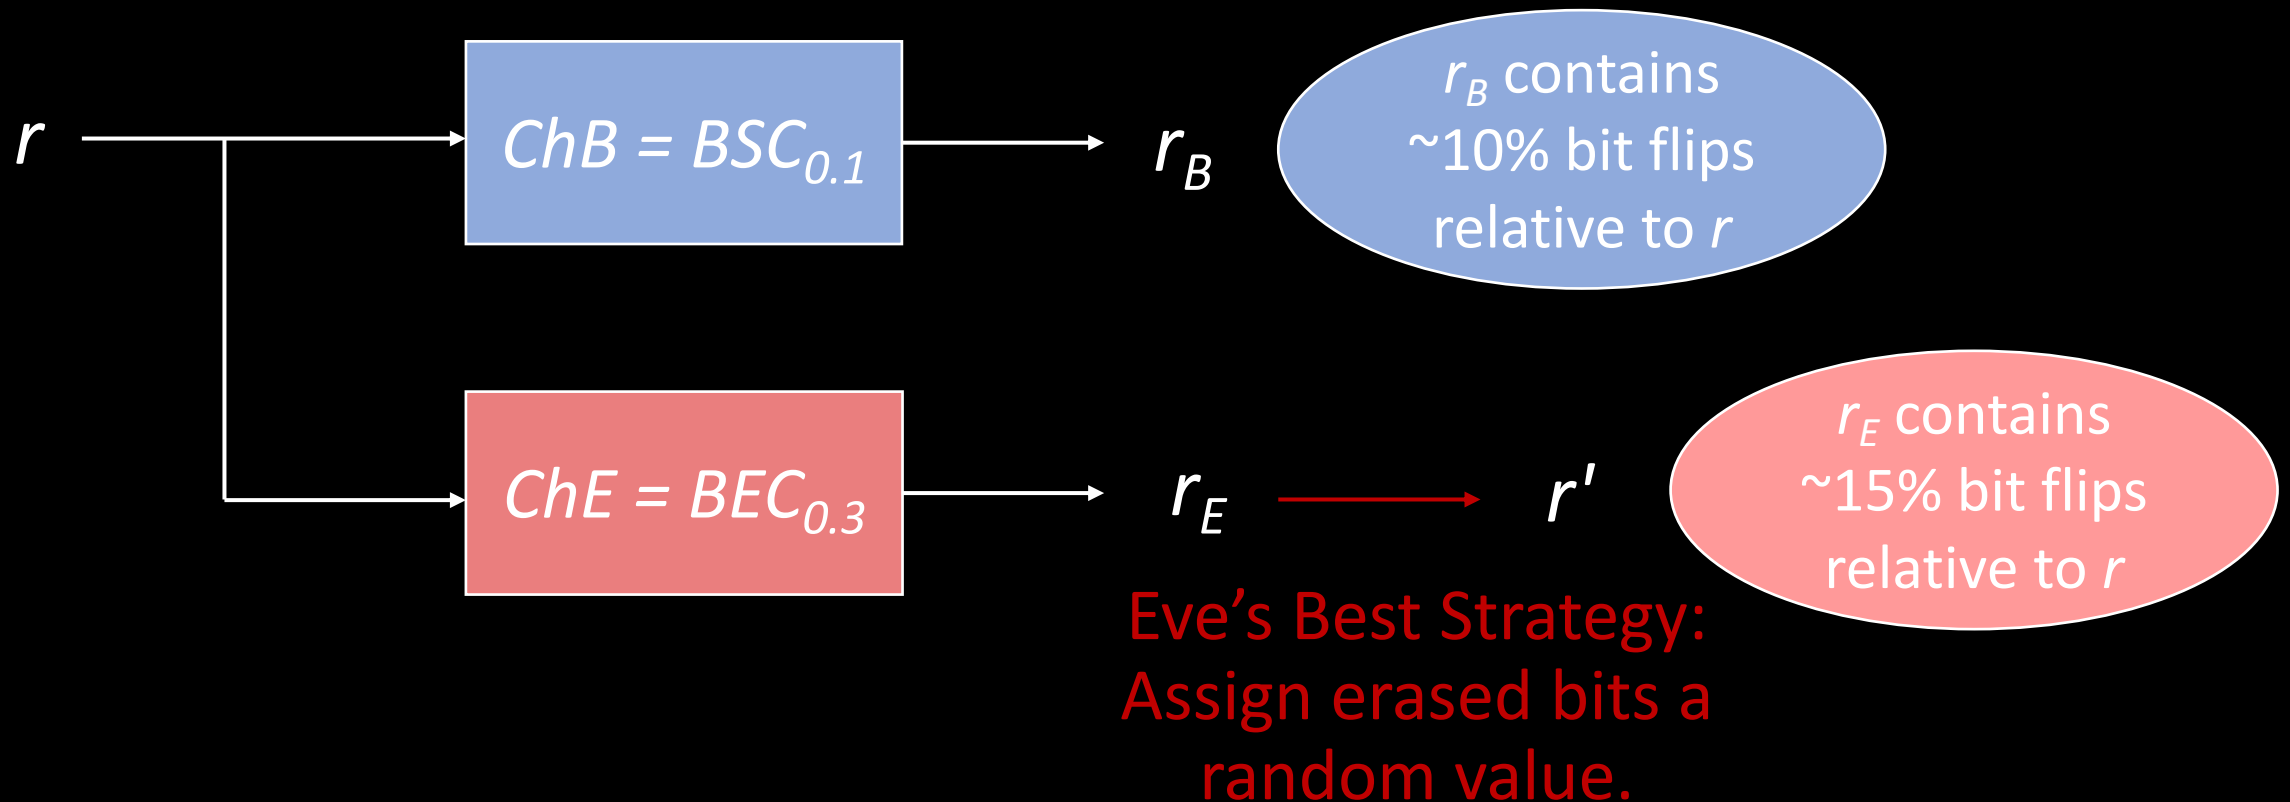 r
ChB = BSC0.1
rB
rB contains
~10% bit flips
relative to r
ChE = BEC0.3
rE
r'
rE contains
~15% bit flips
relative to r
Eve’s Best Strategy:
Assign erased bits a
random value.